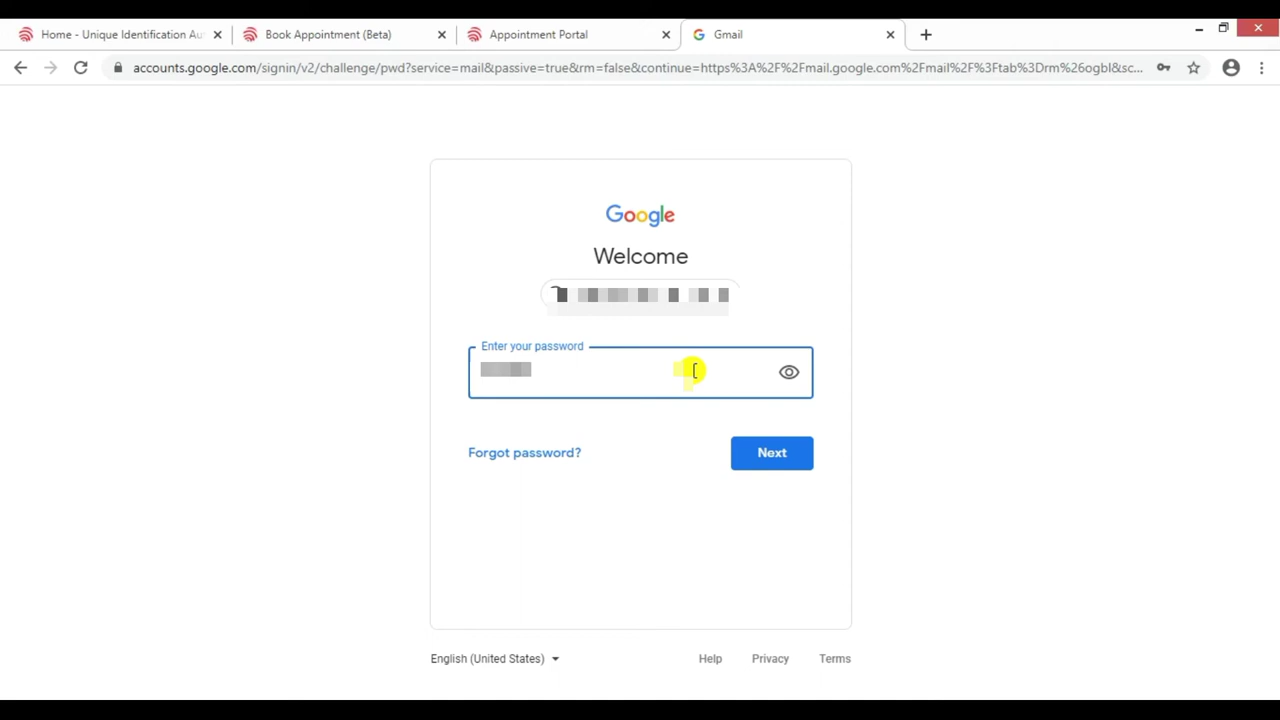 Home - Unique Identification Au
Book Appointment (Beta)
Appointment Portal
Gmail
accounts.google.com/signin/v2/challenge/pwd?service=mail&passive=true&rm=false&continue=https%3A%2F%2Fmail.google.com%2Fmail%2F%3Ftab%3Drm%26ogbl&sc...
Google
Welcome
Enter your password
Forgot password?
Next
English (United States)
Help
Privacy
Terms